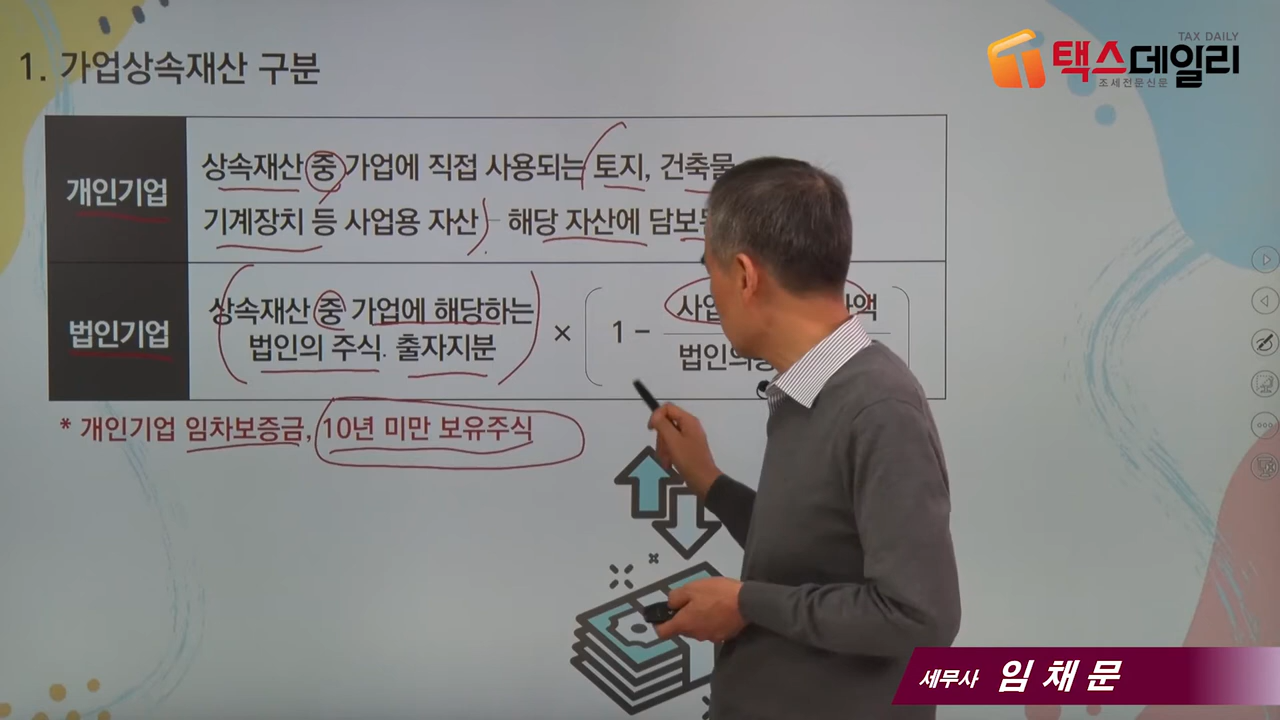 1. 가업상속재산 구분
TAX DAILY
택스데일리
조세전문신문
개인기업
상속재산 중 가업에 직접 사용되는 토지, 건축물
기계장치 등 사업용 자산 - 해당 자산에 담보
법인기업
상속재산 중 가업에 해당하는
법인의 주식. 출자지분
×
1 -
법인의
* 개인기업 임차보증금, 10년 미만 보유주식
세무사 임채문